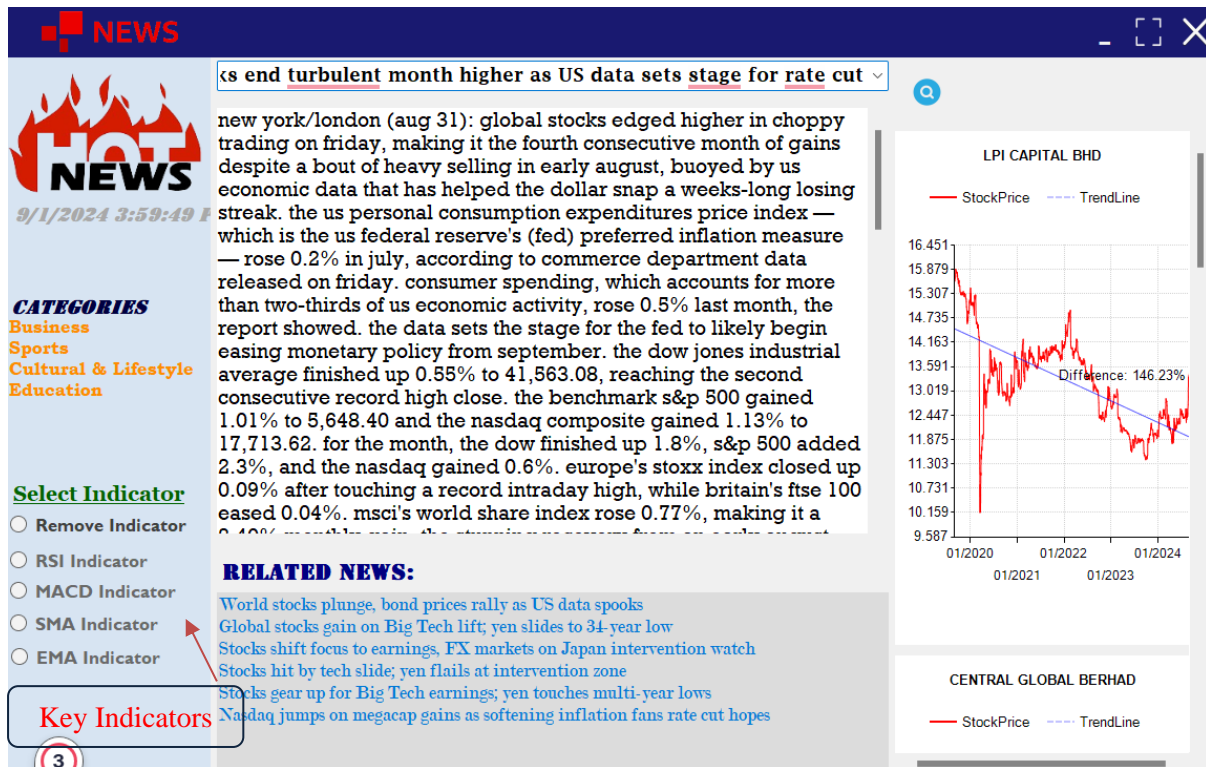 NEWS
HOT
NEWS
9/1/2024 3:59:49
CATEGORIES
Business
Sports
Cultural & Lifestyle
Education
Select Indicator
Remove Indicator
RSI Indicator
MACD Indicator
SMA Indicator
EMA Indicator
Key Indicators
3
end turbulent month higher as US data sets stage for rate cut
new york/london (aug 31): global stocks edged higher in choppy
trading on friday, making it the fourth consecutive month of gains
despite a bout of heavy selling in early august, buoyed by us
economic data that has helped the dollar snap a weeks-long losing
streak. the us personal consumption expenditures price index —
which is the us federal reserve's (fed) preferred inflation measure
— rose 0.2% in july, according to commerce department data
released on friday. consumer spending, which accounts for more
than two-thirds of us economic activity, rose 0.5% last month, the
report showed. the data sets the stage for the fed to likely begin
easing monetary policy from september. the dow jones industrial
average finished up 0.55% to 41,563.08, reaching the second
consecutive record high close. the benchmark s&p 500 gained
1.01% to 5,648.40 and the nasdaq composite gained 1.13% to
17,713.62. for the month, the dow finished up 1.8%, s&p 500 added
2.3%, and the nasdaq gained 0.6%. europe's stoxx index closed up
0.09% after touching a record intraday high, while britain's ftse 100
eased 0.04%. msci's world share index rose 0.77%, making it a
RELATED NEWS:
World stocks plunge, bond prices rally as US data spooks
Global stocks gain on Big Tech lift; yen slides to 34-year low
Stocks shift focus to earnings, FX markets on Japan intervention watch
Stocks hit by tech slide; yen flails at intervention zone
Stocks gear up for Big Tech earnings; yen touches multi-year lows
Nasdaq jumps on megacap gains as softening inflation fans rate cut hopes
LPI CAPITAL BHD
StockPrice TrendLine
16.451
15.879
15.307
14.735
14.163
13.591
13.019
12.447
11.875
11.303
10.731
10.159
9.587
Difference: 146.23%
01/2020 01/2022 01/2024
01/2021 01/2023
CENTRAL GLOBAL BERHAD
StockPrice TrendLine